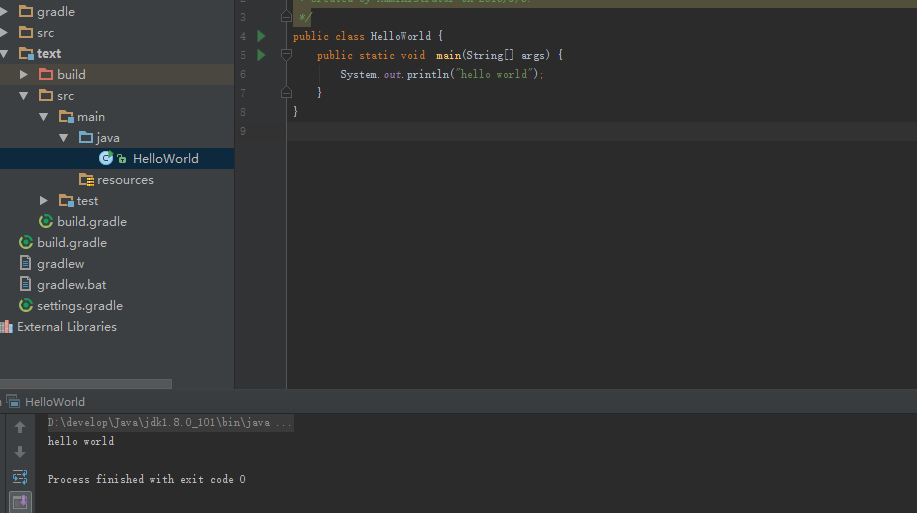 gradle
src
text
build
src
main
java
HelloWorld
resources
test
build.gradle
build.gradle
gradlew
gradlew.bat
settings.gradle
External Libraries
2
3 */
4 public class HelloWorld {
5 public static void main(String[] args) {
6 System.out.println("hello world");
7 }
8 }
9
HelloWorld
D:\develop\Java\jdk1.8.0_101\bin\java ...
hello world
Process finished with exit code 0